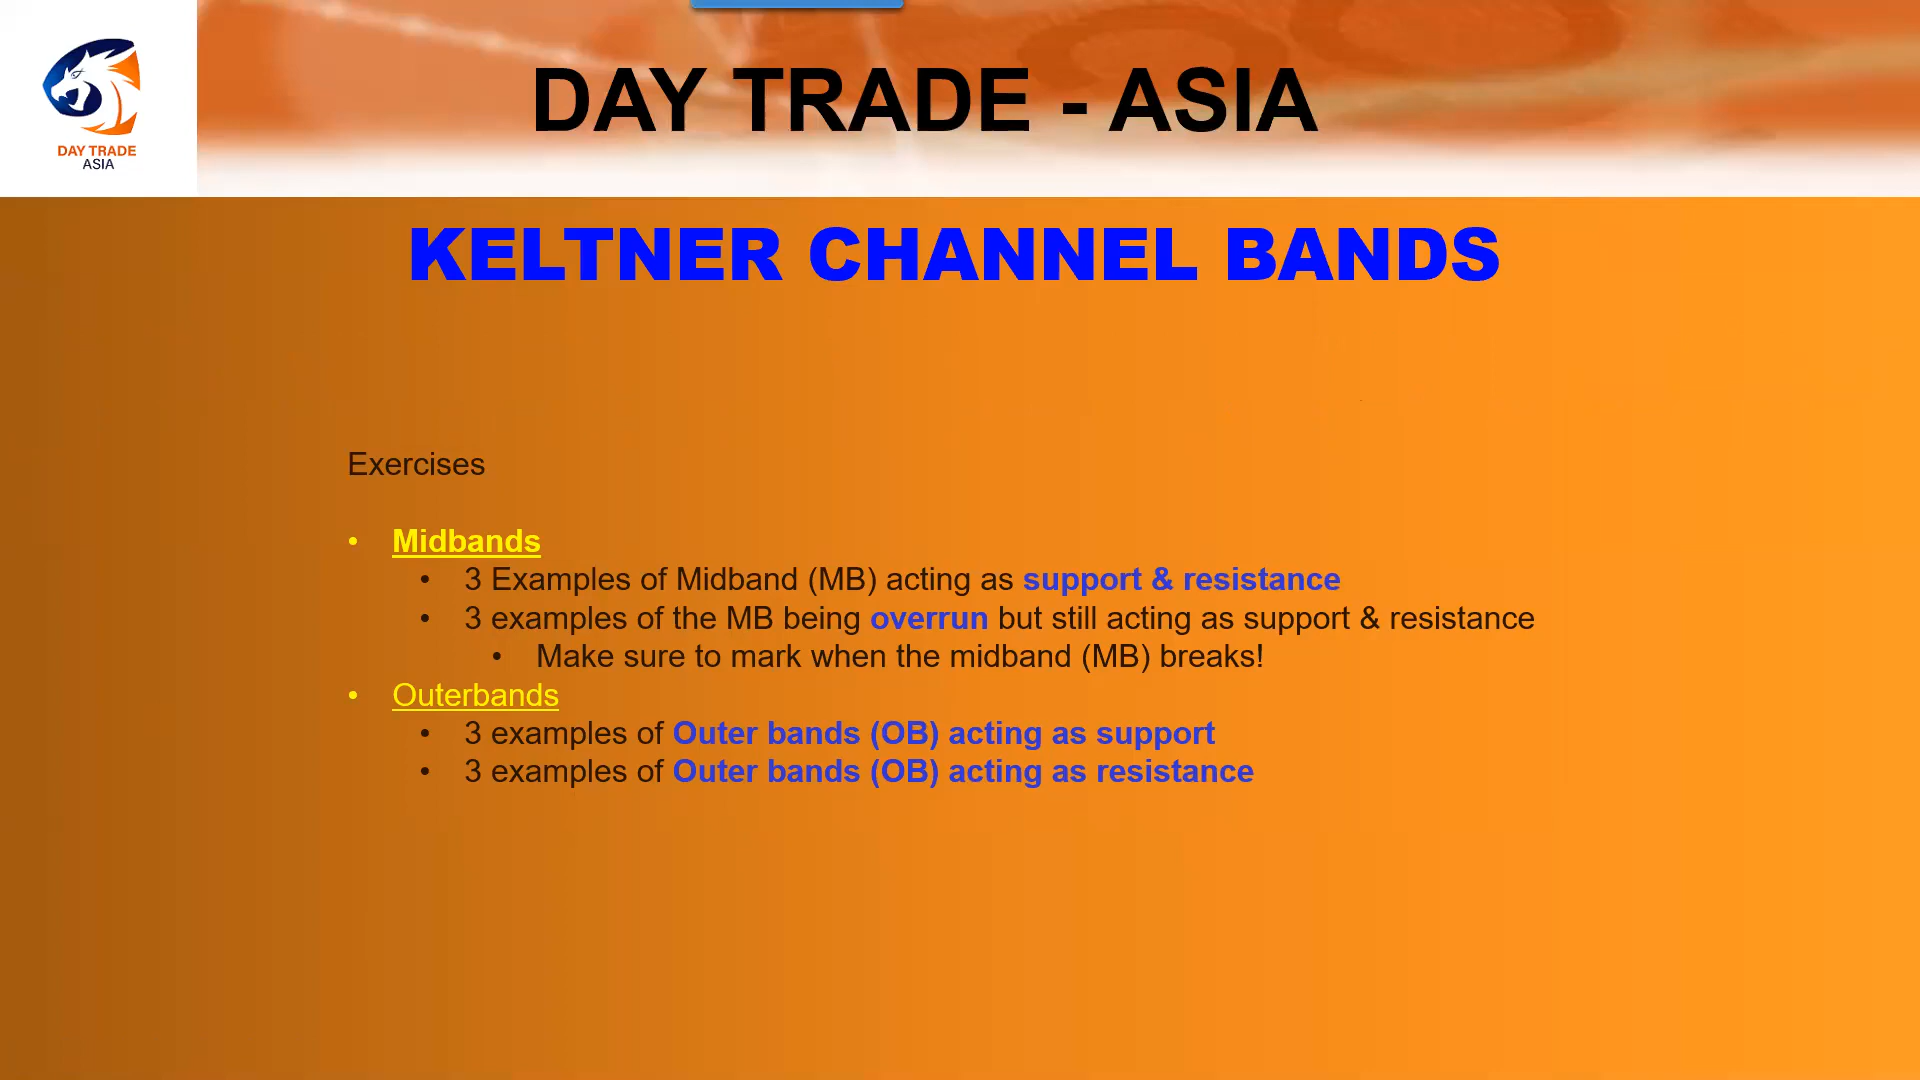 DAY TRADE
ASIA
DAY TRADE - ASIA
KELTNER CHANNEL BANDS
Exercises
• Midbands
• 3 Examples of Midband (MB) acting as support & resistance
• 3 examples of the MB being overrun but still acting as support & resistance
• Make sure to mark when the midband (MB) breaks!
• Outerbands
• 3 examples of Outer bands (OB) acting as support
• 3 examples of Outer bands (OB) acting as resistance